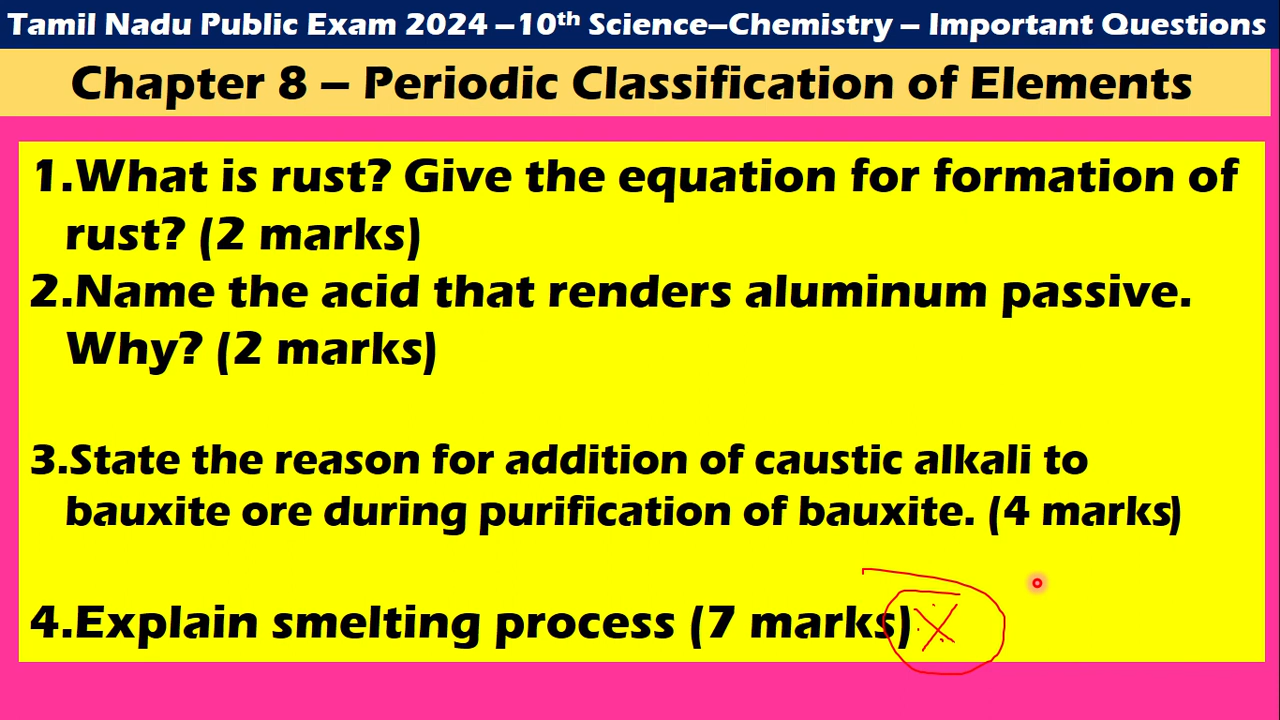 Tamil Nadu Public Exam 2024 –10th Science–Chemistry – Important Questions
Chapter 8 – Periodic Classification of Elements
1.What is rust? Give the equation for formation of
rust? (2 marks)
2.Name the acid that renders aluminum passive.
Why? (2 marks)
3.State the reason for addition of caustic alkali to
bauxite ore during purification of bauxite. (4 marks)
4.Explain smelting process (7 marks)